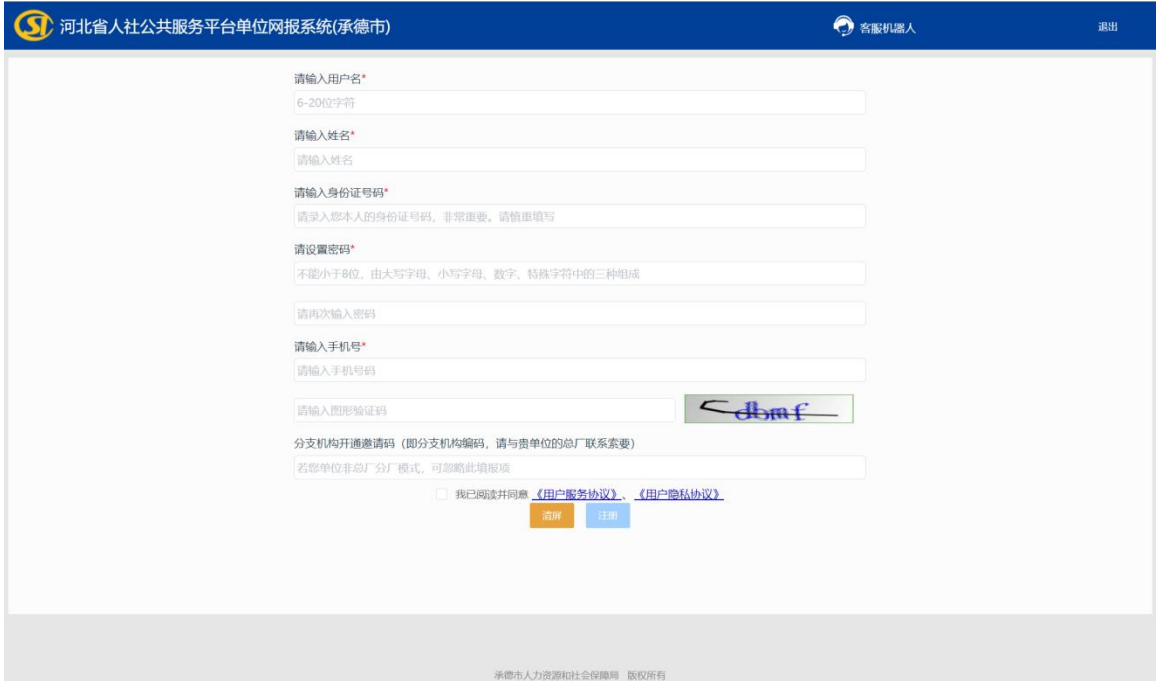 河北省人社公共服务平台单位网报系统(承德市)
客服机器人
退出
请输入用户名*
6-20位字符
请输入姓名*
请输入姓名
请输入身份证号码*
请录入您本人的身份证号码，非常重要。请慎重填写
请设置密码*
不能小于8位，由大写字母、小写字母、数字、特殊字符中的三种组成
请再次输入密码
请输入手机号*
请输入手机号码
请输入图形验证码
dbmf
分支机构开通邀请码（即分支机构编码，请与贵单位的总厂联系索要）
若您单位非总厂分厂模式，可忽略此填报项
我已阅读并同意《用户服务协议》、《用户隐私协议》
清屏 注册
承德市人力资源和社会保障局 版权所有